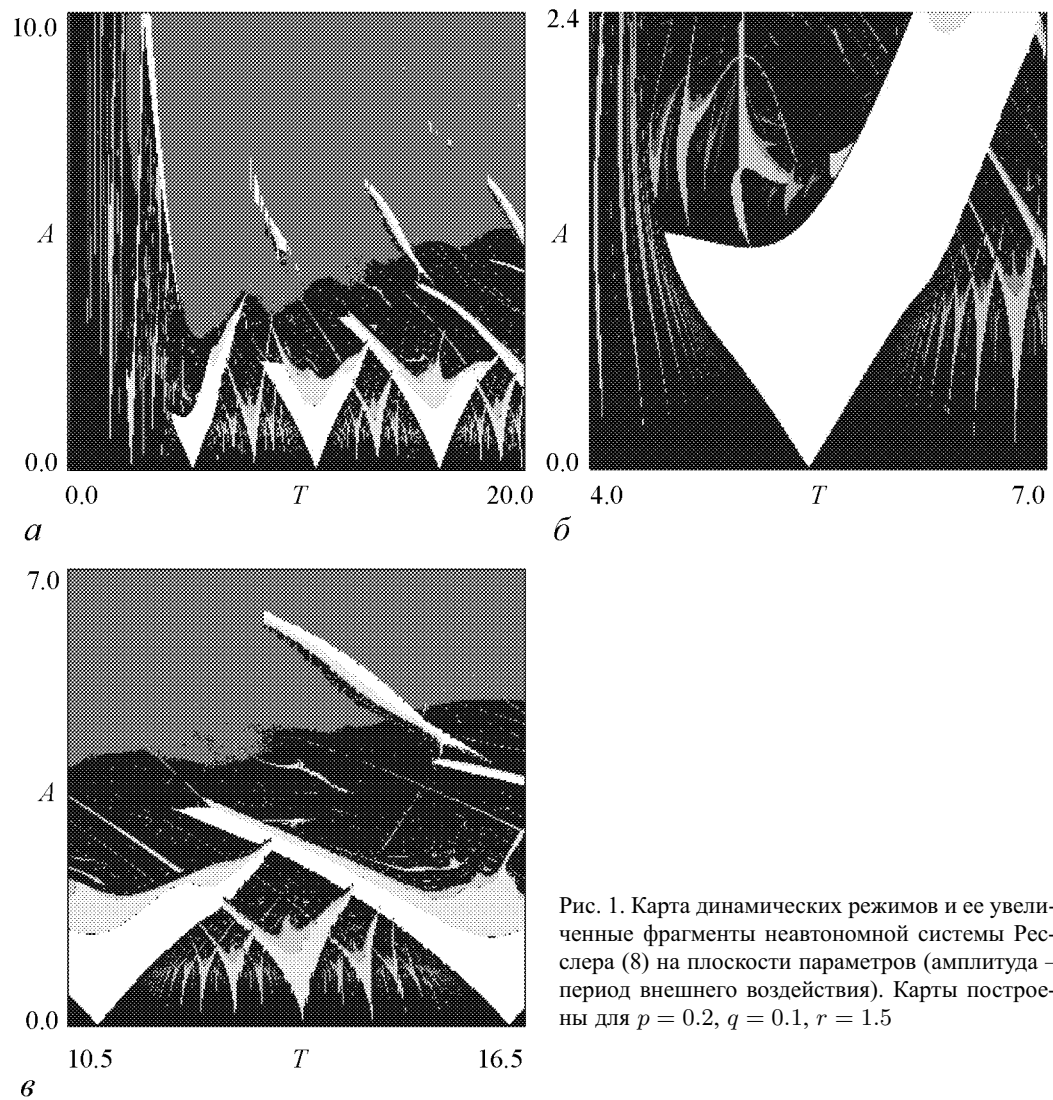 10.0
A
0.0
0.0
T
20.0
а
2.4
A
0.0
4.0
T
7.0
б
7.0
A
0.0
10.5
T
16.5
в
Рис. 1. Карта динамических режимов и ее увели-
ченные фрагменты неавтономной системы Рес-
слера (8) на плоскости параметров (амплитуда –
период внешнего воздействия). Карты построе-
ны для p = 0.2, q = 0.1, r = 1.5